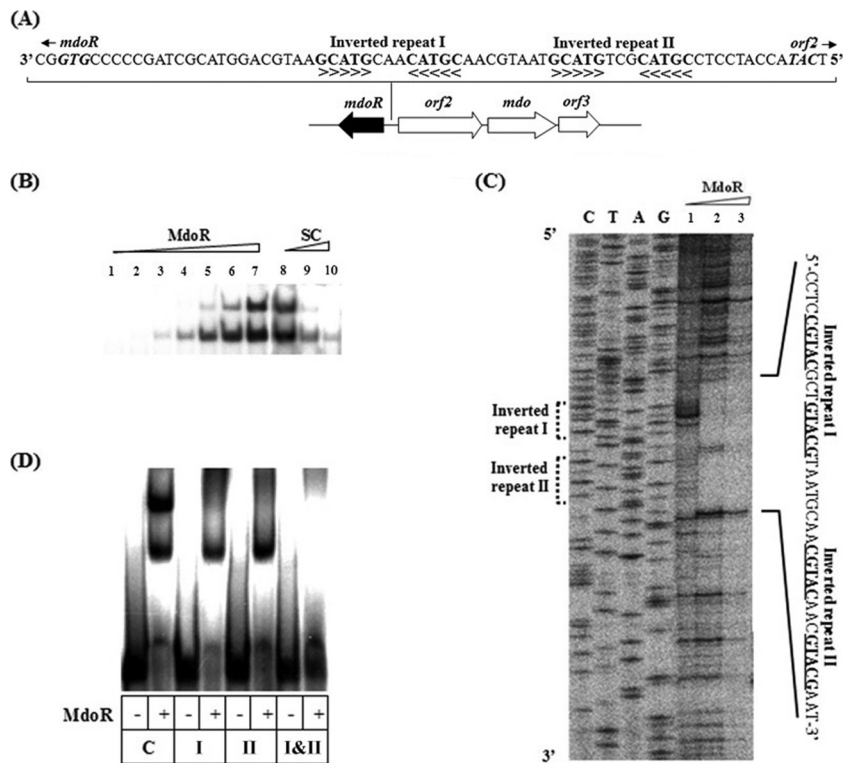 (A)
mdoR Inverted repeat I Inverted repeat II orf2
3’CGGTGCCCCCGATCGCATGGACGTAAGCATGCAACATGCAACGTAATGCATGTCGCATGCCTCCTACCATACT5’
>>>>> <<<<< >>>>> <<<<<
mdoR orf2 mdo orf3
(B)
MdoR SC
1 2 3 4 5 6 7 8 9 10
(C)
MdoR
C T A G 1 2 3
5’
Inverted
repeat I
Inverted
repeat II
3’
5’-CCTCCGTACGCTGTACGTAATGCAACGTACAACGTACGAAT-3’
Inverted repeat I
Inverted repeat II
(D)
MdoR - + - + - + - +
C I II I&II